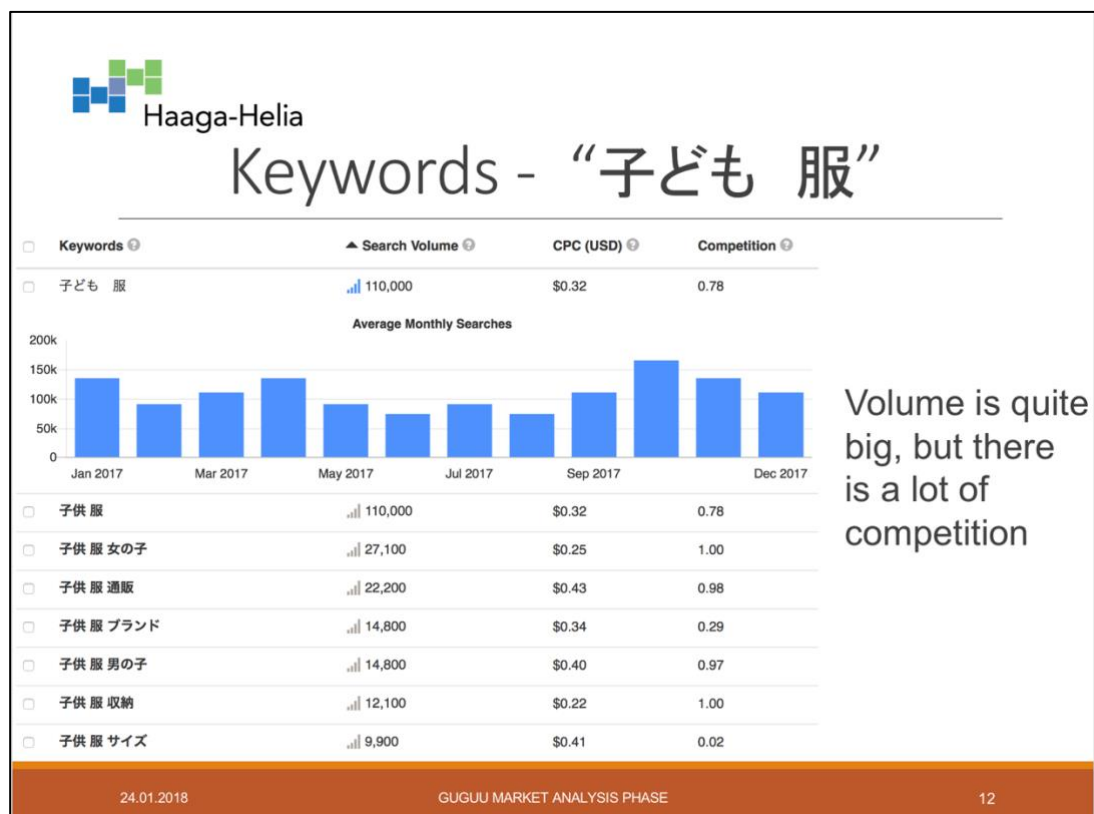 Haaga-Helia
Keywords - “子ども　服”
Keywords Search Volume CPC (USD) Competition
子ども　服 110,000 $0.32 0.78
Average Monthly Searches
200k
150k
100k
50k
0
Jan 2017 Mar 2017 May 2017 Jul 2017 Sep 2017 Dec 2017
子供 服 110,000 $0.32 0.78
子供 服 女の子 27,100 $0.25 1.00
子供 服 通販 22,200 $0.43 0.98
子供 服 ブランド 14,800 $0.34 0.29
子供 服 男の子 14,800 $0.40 0.97
子供 服 収納 12,100 $0.22 1.00
子供 服 サイズ 9,900 $0.41 0.02
Volume is quite
big, but there
is a lot of
competition
24.01.2018 GUGUU MARKET ANALYSIS PHASE 12